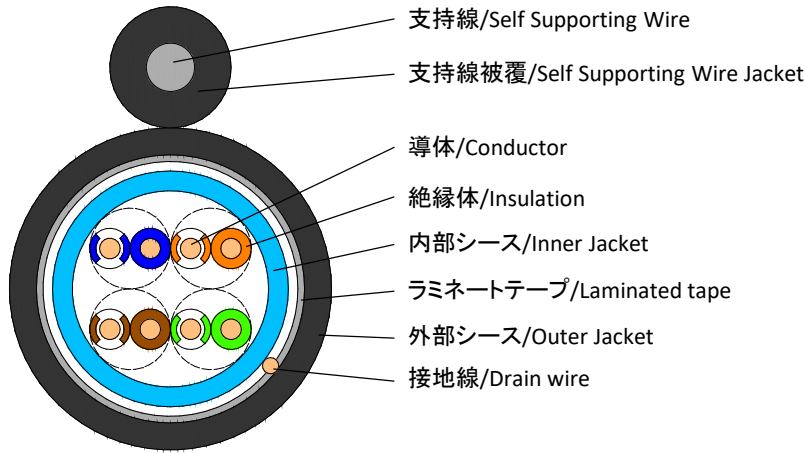 支持線/Self Supporting Wire
支持線被覆/Self Supporting Wire Jacket
導体/Conductor
絶縁体/Insulation
内部シース/Inner Jacket
ラミネートテープ/Laminated tape
外部シース/Outer Jacket
接地線/Drain wire